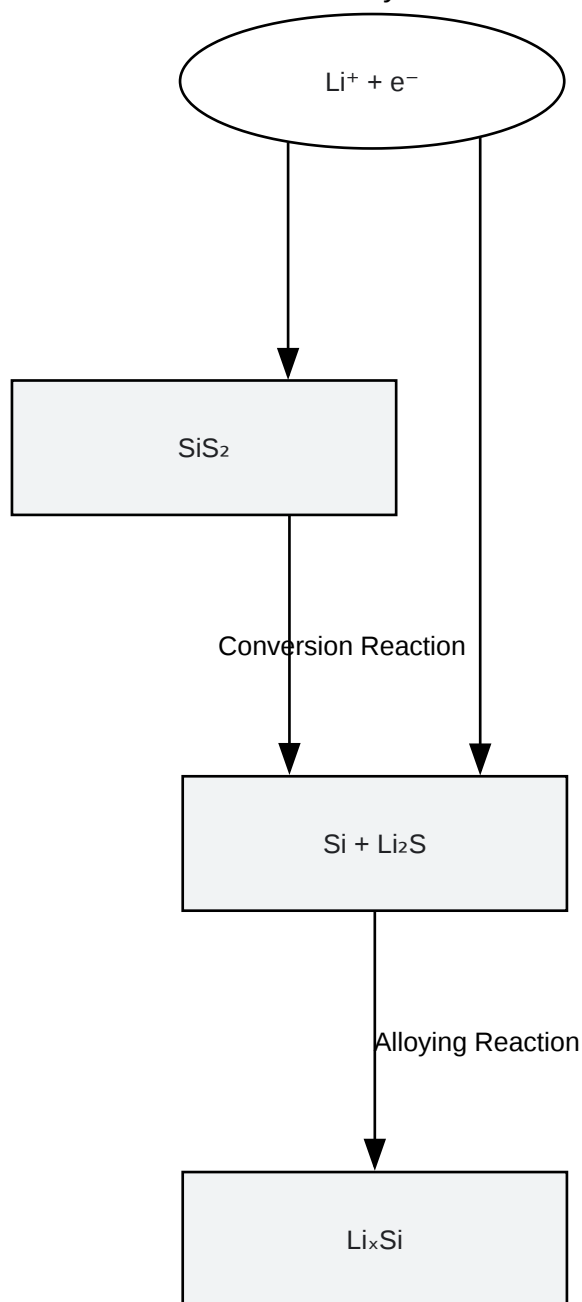 Li⁺ + e⁻
SiS₂
Conversion Reaction
Si + Li₂S
Alloying Reaction
LiₓSi